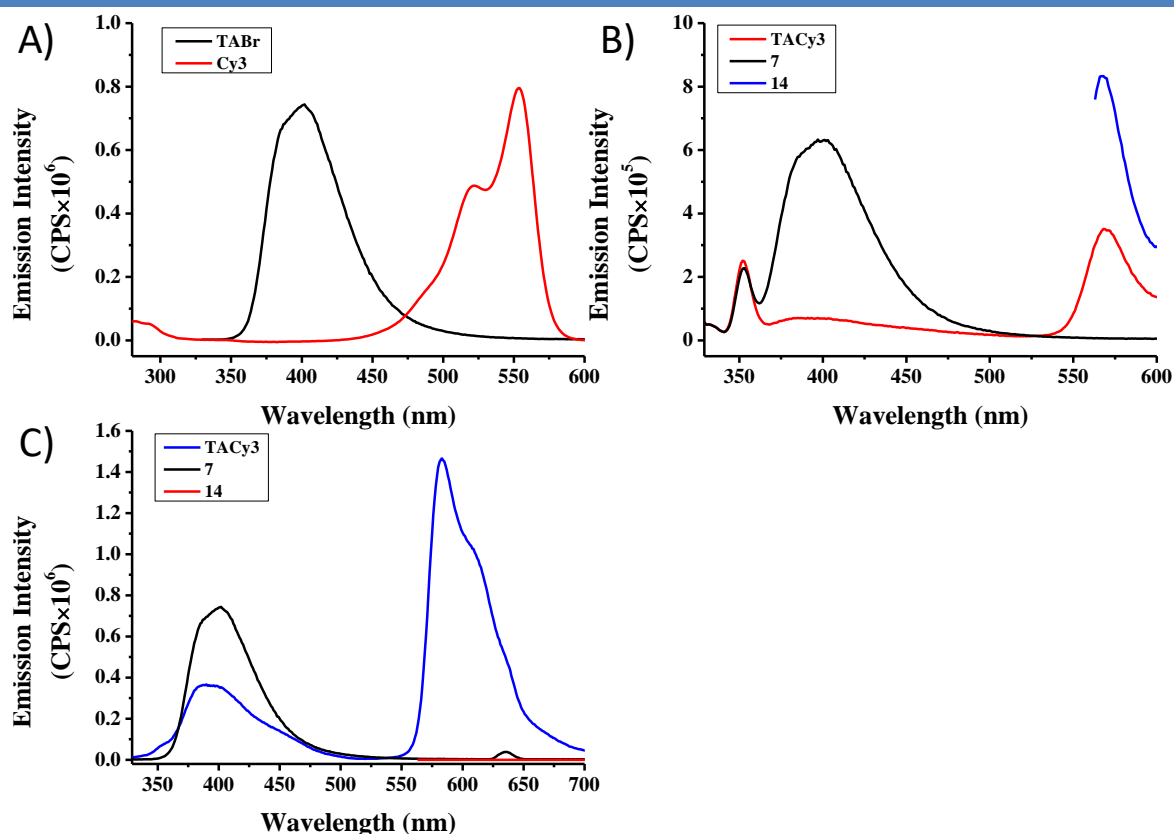 A)
1.0
0.8
0.6
0.4
0.2
0.0
Emission Intensity
(CPS×10⁶)
TABr
Cy3
300 350 400 450 500 550 600
Wavelength (nm)
B)
10
8
6
4
2
0
Emission Intensity
(CPS×10⁵)
TACy3
7
14
350 400 450 500 550 600
Wavelength (nm)
C)
1.6
1.4
1.2
1.0
0.8
0.6
0.4
0.2
0.0
Emission Intensity
(CPS×10⁶)
TACy3
7
14
350 400 450 500 550 600 650 700
Wavelength (nm)